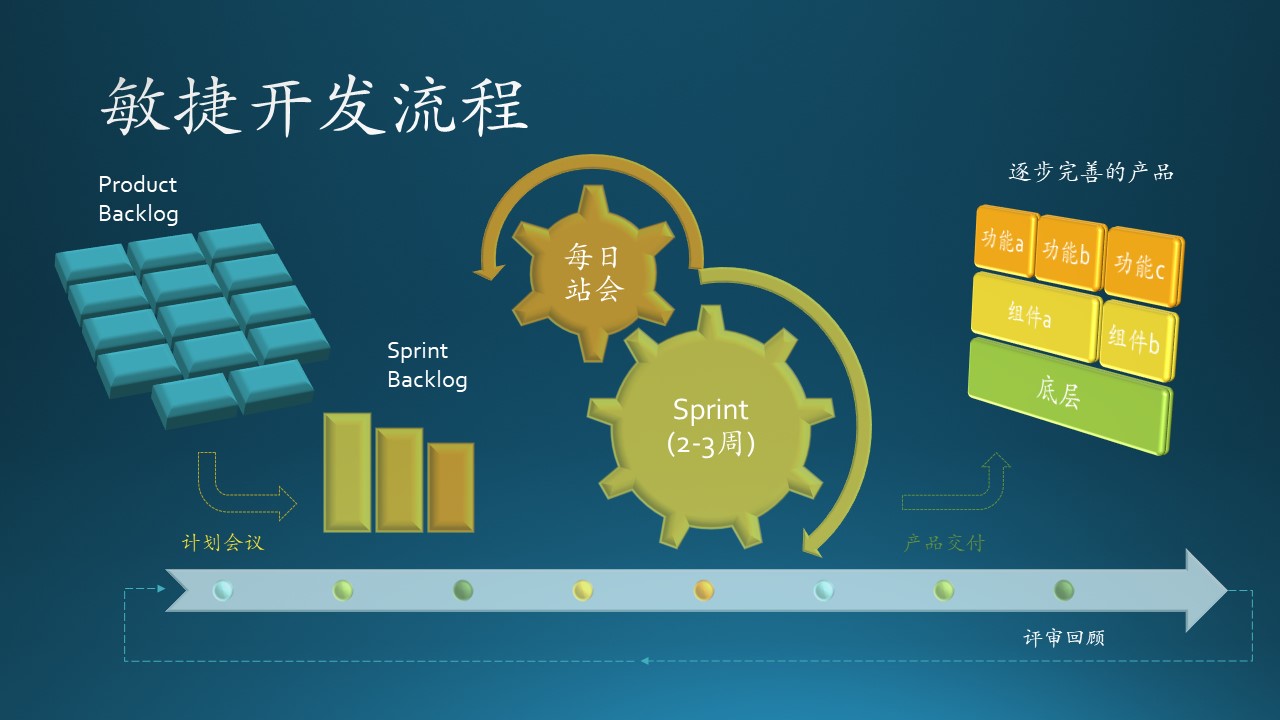 敏捷开发流程
Product
Backlog
逐步完善的产品
功能a
功能b
功能c
每日
站会
组件a
组件b
Sprint
Backlog
底层
Sprint
(2-3周)
计划会议
产品交付
评审回顾